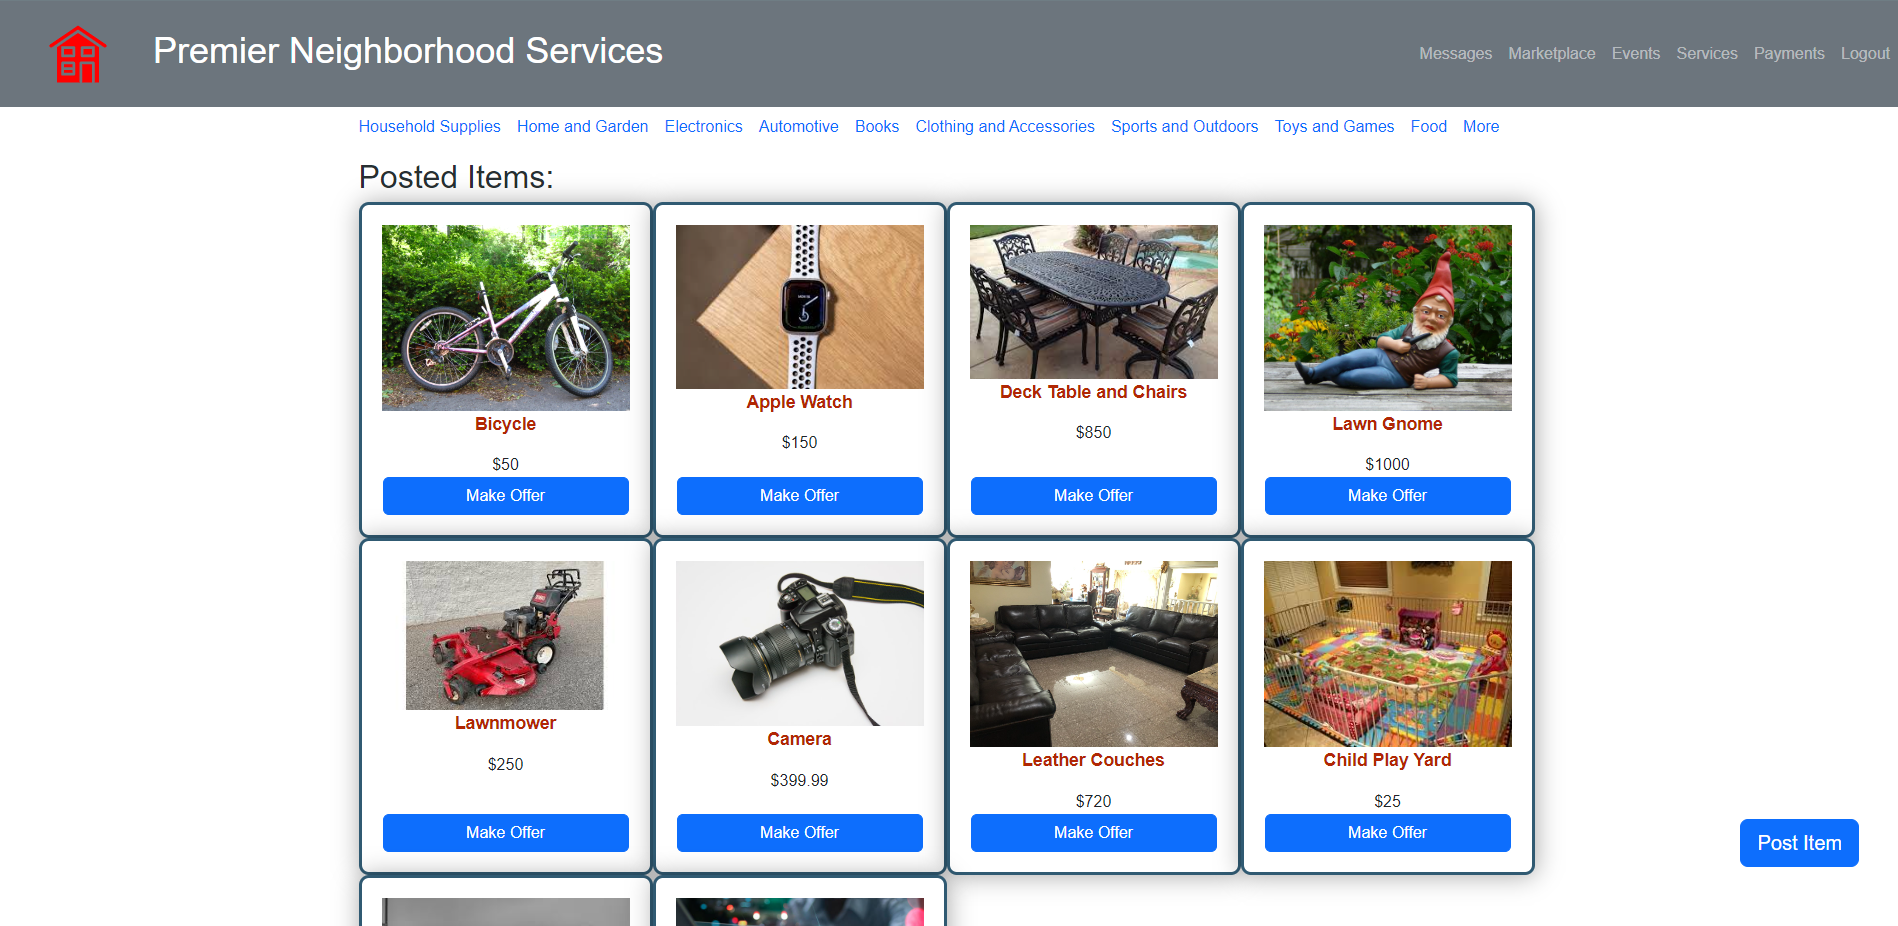 Premier Neighborhood Services
Messages Marketplace Events Services Payments Logout
Household Supplies Home and Garden Electronics Automotive Books Clothing and Accessories Sports and Outdoors Toys and Games Food More
Posted Items:
Bicycle
$50
Make Offer
Apple Watch
$150
Make Offer
Deck Table and Chairs
$850
Make Offer
Lawn Gnome
$1000
Make Offer
Lawnmower
$250
Make Offer
Camera
$399.99
Make Offer
Leather Couches
$720
Make Offer
Child Play Yard
$25
Make Offer
Post Item